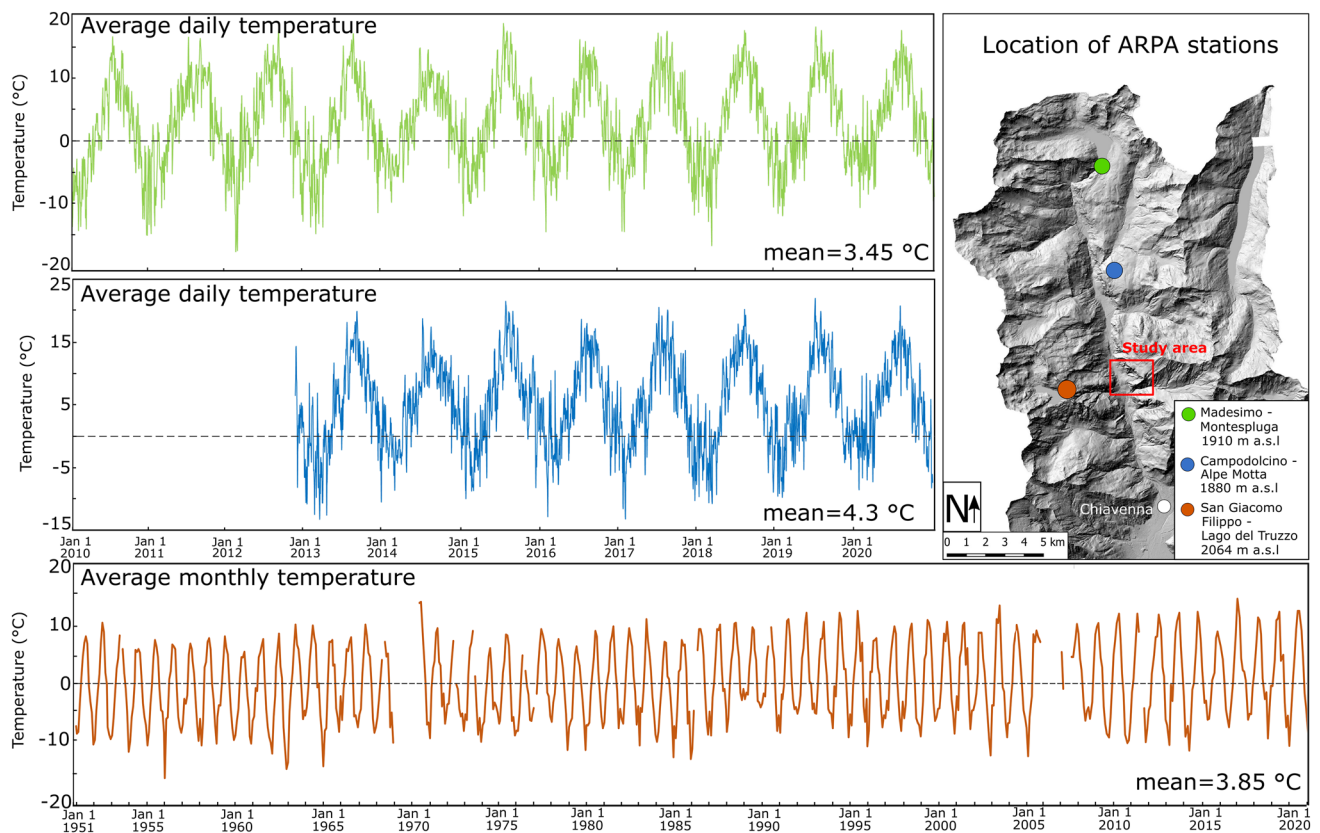 Average daily temperature
Temperature (°C)
20
10
0
-10
-20
mean=3.45 °C
Average daily temperature
Temperature (°C)
25
15
5
-5
-15
mean=4.3 °C
Jan 1 Jan 1 Jan 1 Jan 1 Jan 1 Jan 1 Jan 1 Jan 1 Jan 1 Jan 1 Jan 1
2010 2011 2012 2013 2014 2015 2016 2017 2018 2019 2020
Location of ARPA stations
Study area
Chiavenna
N
0 1 2 3 4 5 km
Madesimo -
Montespluga
1910 m a.s.l
Campodolcino -
Alpe Motta
1880 m a.s.l
San Giacomo
Filippo -
Lago del Truzzo
2064 m a.s.l
Average monthly temperature
Temperature (°C)
20
10
0
-10
-20
mean=3.85 °C
Jan 1 Jan 1 Jan 1 Jan 1 Jan 1 Jan 1 Jan 1 Jan 1 Jan 1 Jan 1 Jan 1 Jan 1 Jan 1 Jan 1 Jan 1
1951 1955 1960 1965 1970 1975 1980 1985 1990 1995 2000 2005 2010 2015 2020